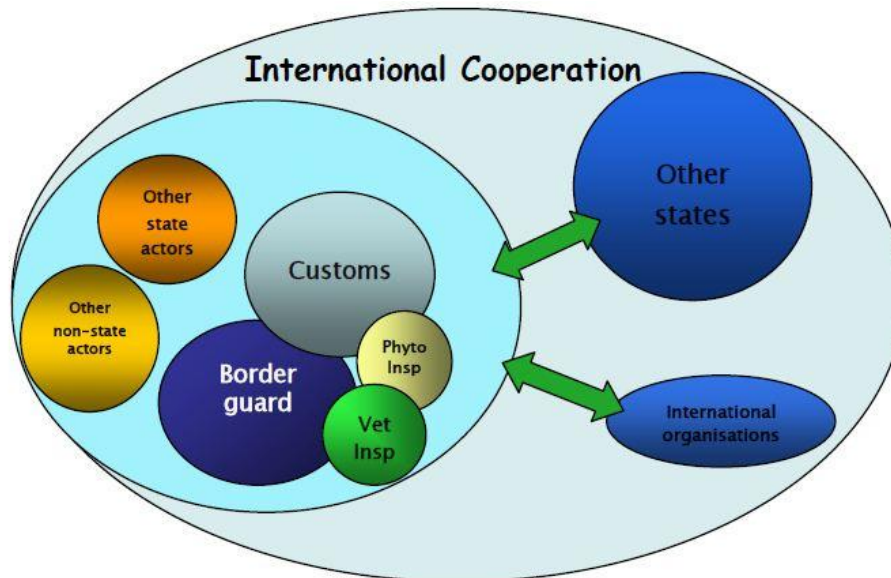 International Cooperation
Other
state
actors
Other
non-state
actors
Customs
Border
guard
Phyto
Insp
Vet
Insp
Other
states
International
organisations